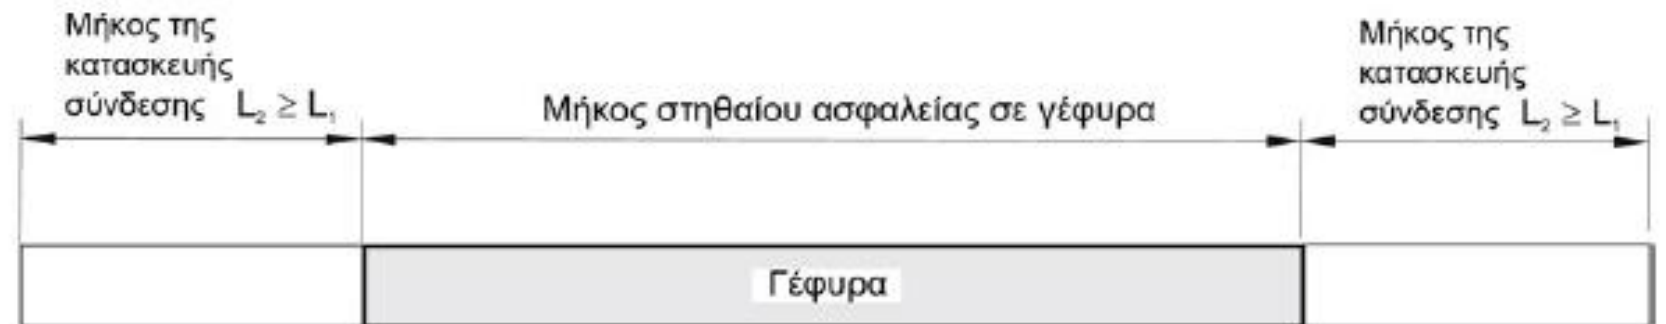 Μήκος της
κατασκευής
σύνδεσης L₂ ≥ L₁
Μήκος στηθαίου ασφαλείας σε γέφυρα
Μήκος της
κατασκευής
σύνδεσης L₂ ≥ L₁
Γέφυρα